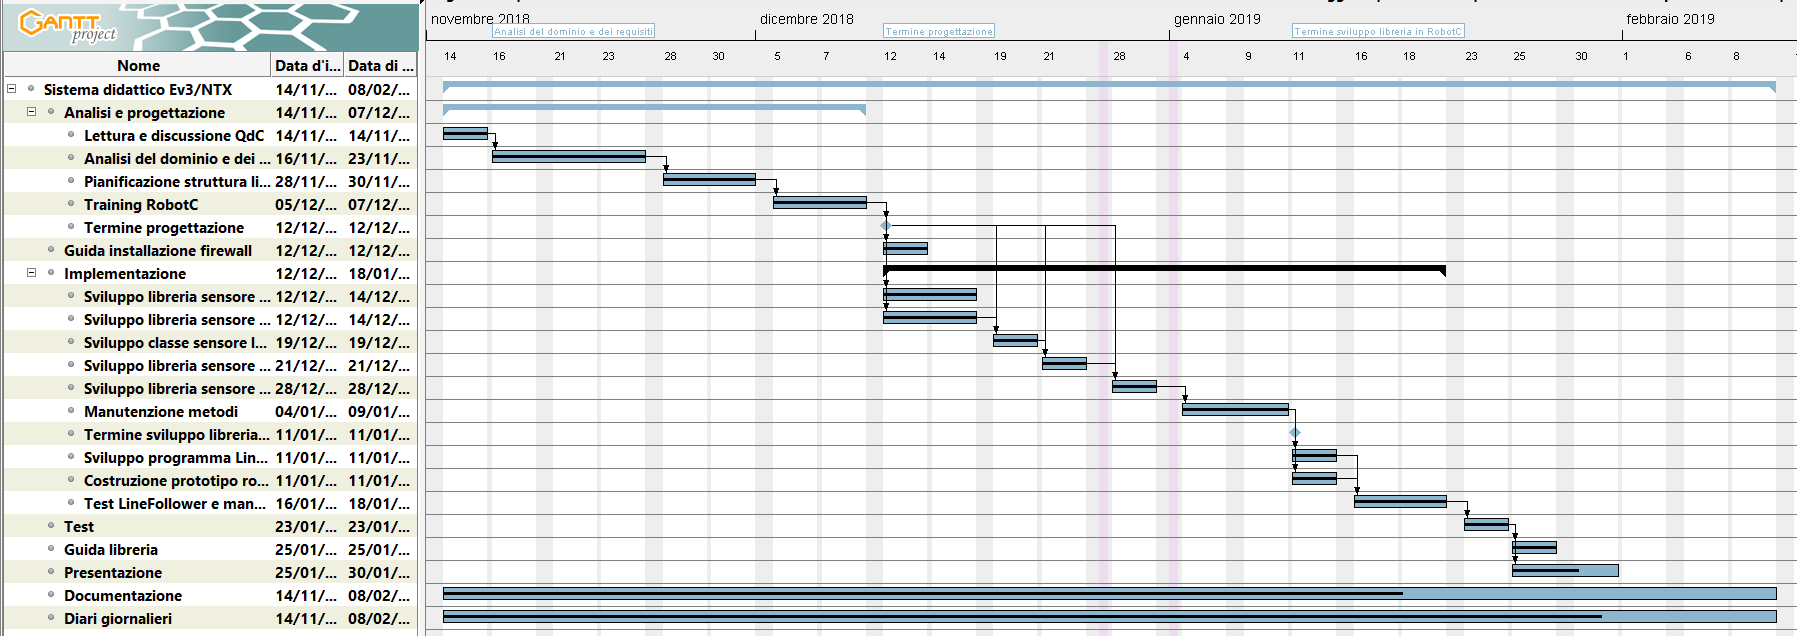 GANTT
project
Nome Data d'i... Data di ...
Sistema didattico Ev3/NTX 14/11/... 08/02/...
Analisi e progettazione 14/11/... 07/12/...
Lettura e discussione QdC 14/11/... 14/11/...
Analisi del dominio e dei ... 16/11/... 23/11/...
Pianificazione struttura li... 28/11/... 30/11/...
Training RobotC 05/12/... 07/12/...
Termine progettazione 12/12/... 12/12/...
Guida installazione firewall 12/12/... 12/12/...
Implementazione 12/12/... 18/01/...
Sviluppo libreria sensore ... 12/12/... 14/12/...
Sviluppo libreria sensore ... 12/12/... 14/12/...
Sviluppo classe sensore l... 19/12/... 19/12/...
Sviluppo libreria sensore ... 21/12/... 21/12/...
Sviluppo libreria sensore ... 28/12/... 28/12/...
Manutenzione metodi 04/01/... 09/01/...
Termine sviluppo libreria... 11/01/... 11/01/...
Sviluppo programma Lin... 11/01/... 11/01/...
Costruzione prototipo ro... 11/01/... 11/01/...
Test LineFollower e man... 16/01/... 18/01/...
Test 23/01/... 23/01/...
Guida libreria 25/01/... 25/01/...
Presentazione 25/01/... 30/01/...
Documentazione 14/11/... 08/02/...
Diari giornalieri 14/11/... 08/02/...
novembre 2018 dicembre 2018 gennaio 2019 febbraio 2019
Analisi del dominio e dei requisiti Termine progettazione Termine sviluppo libreria in RobotC
14 16 21 23 28 30 5 7 12 14 19 21 28 4 9 11 16 18 23 25 30 1 6 8